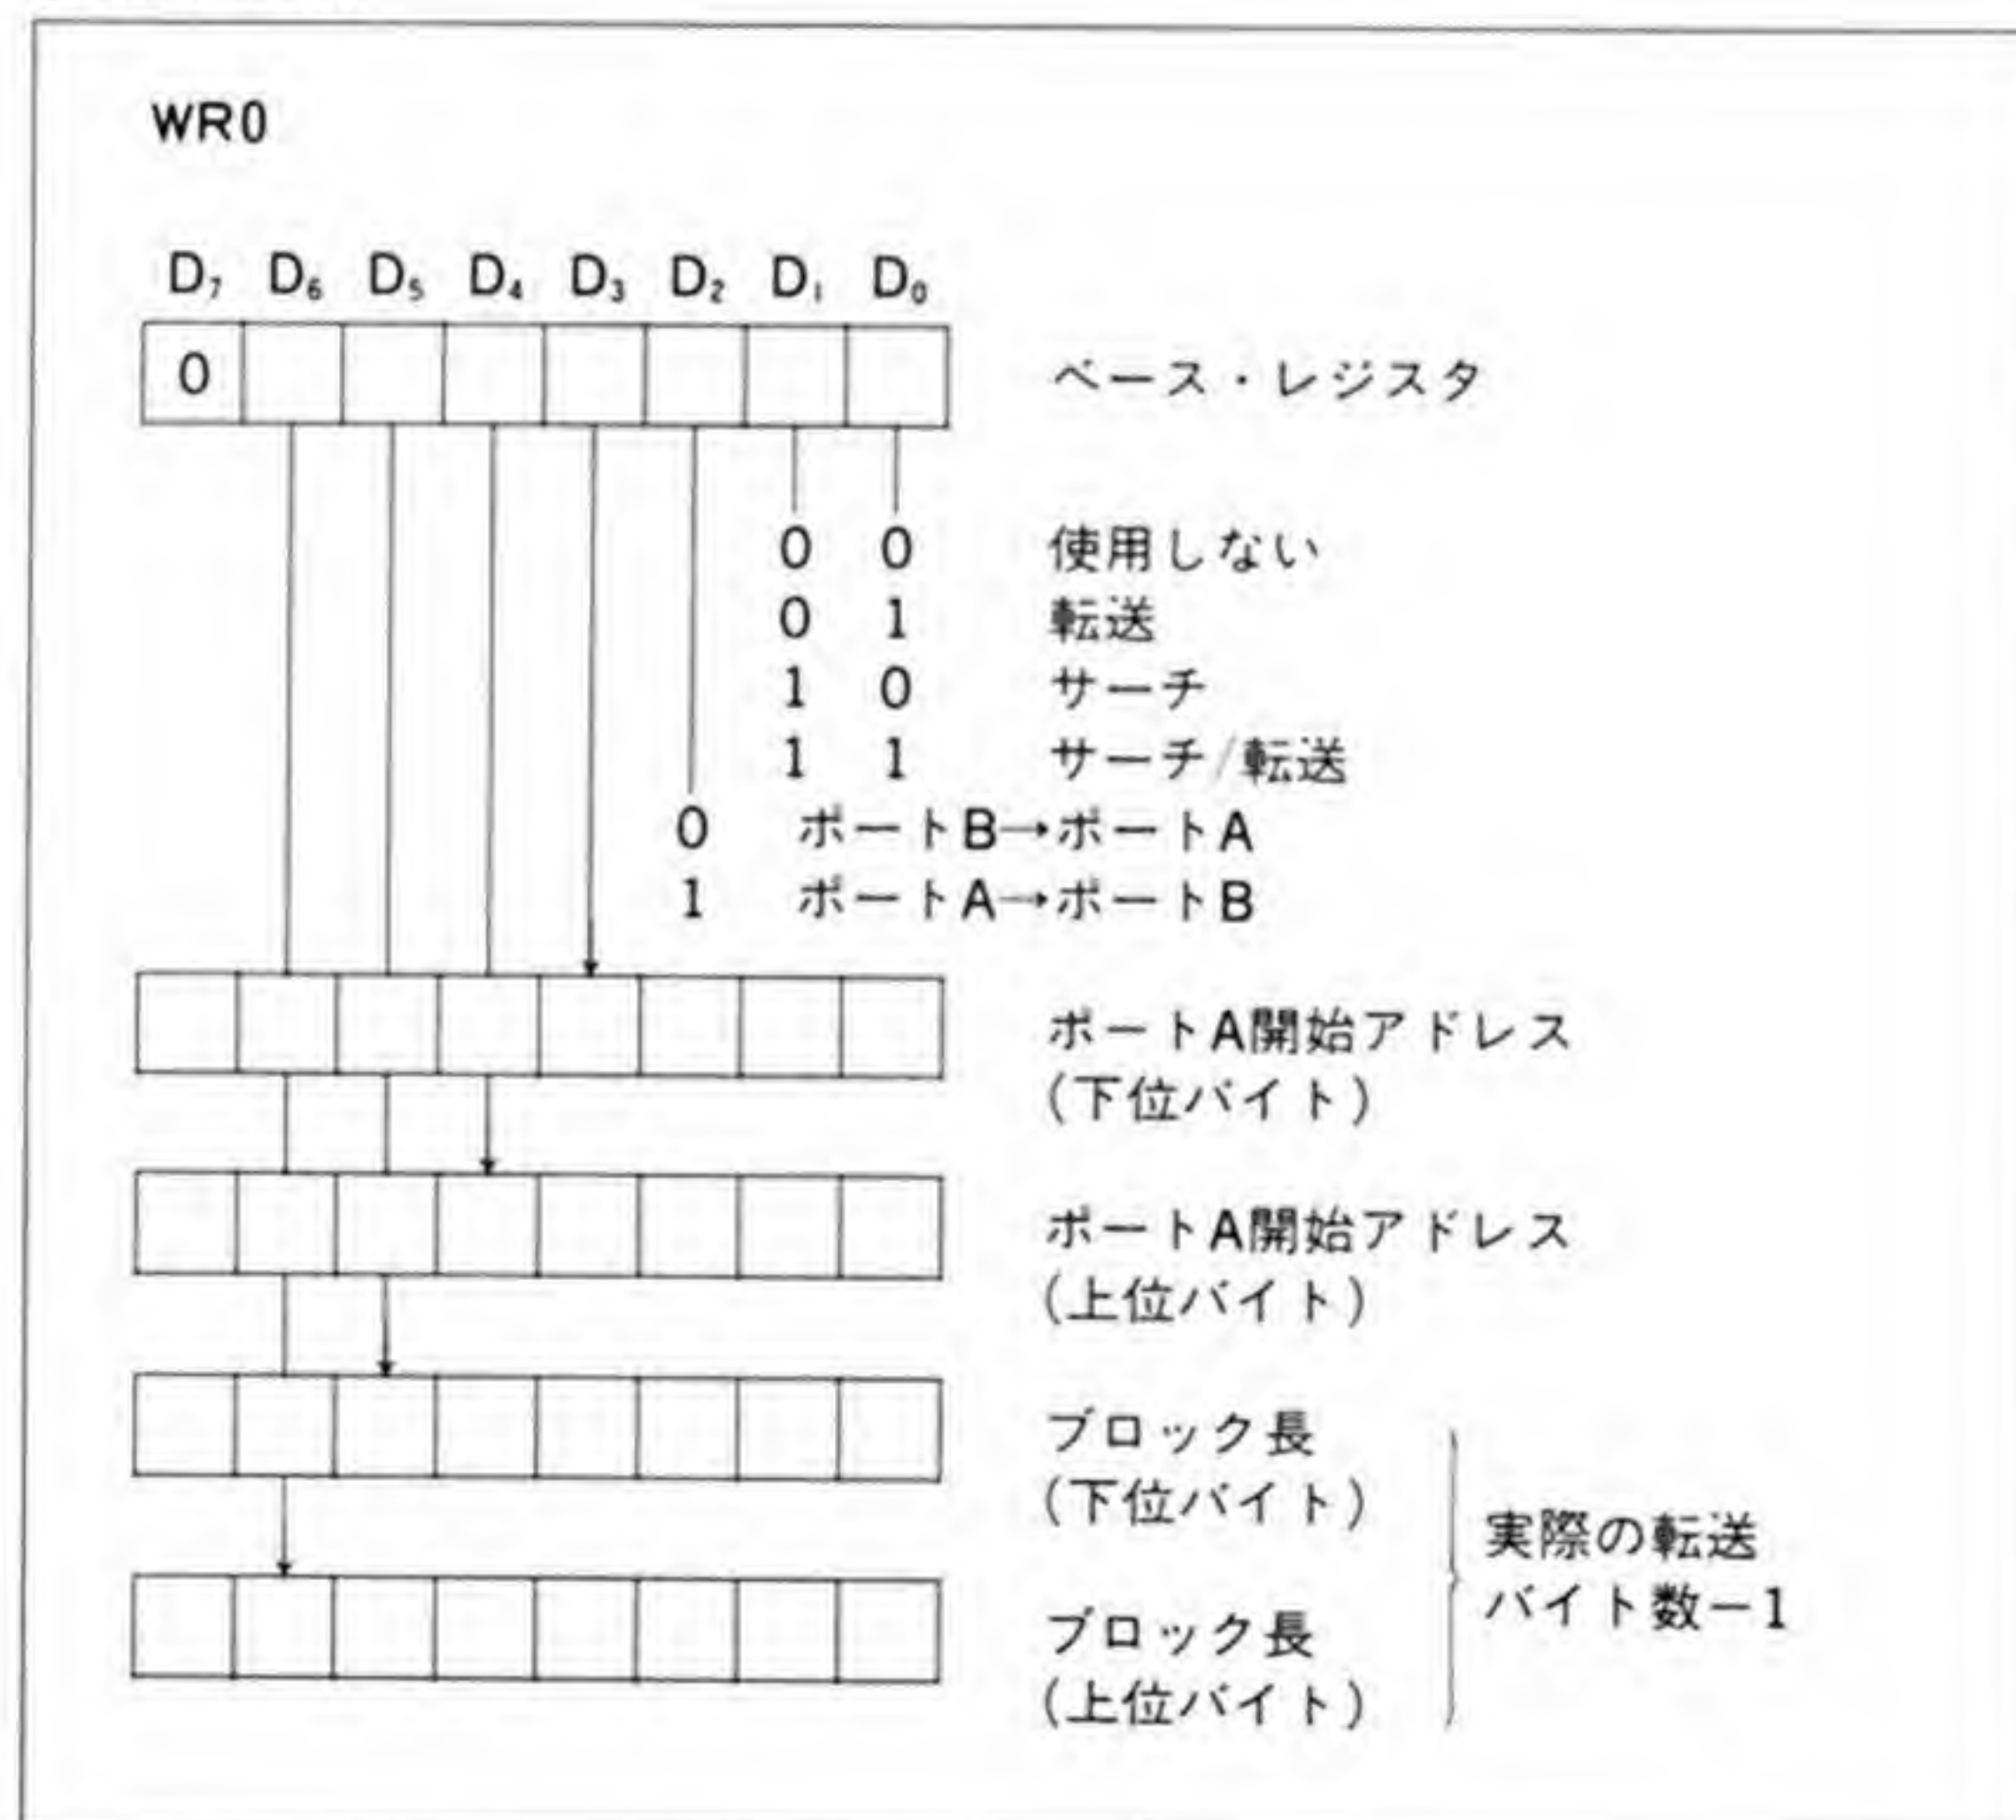 WR0
D₇ D₆ D₅ D₄ D₃ D₂ D₁ D₀
0 ベース・レジスタ
0 0 使用しない
0 1 転送
1 0 サーチ
1 1 サーチ/転送
0 ポートB→ポートA
1 ポートA→ポートB
ポートA開始アドレス
(下位バイト)
ポートA開始アドレス
(上位バイト)
ブロック長
(下位バイト)
実際の転送
バイト数−1
ブロック長
(上位バイト)